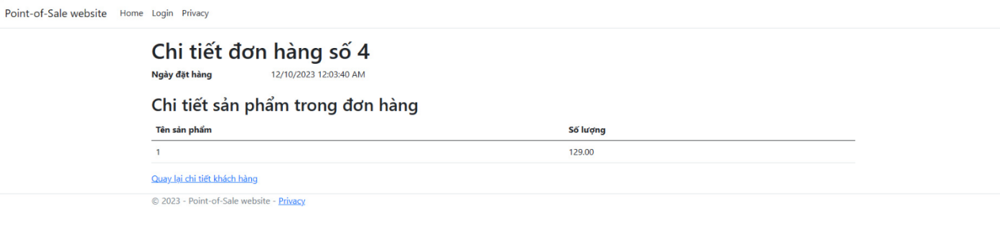 Point-of-Sale website Home Login Privacy
Chi tiết đơn hàng số 4
Ngày đặt hàng 12/10/2023 12:03:40 AM
Chi tiết sản phẩm trong đơn hàng
Tên sản phẩm Số lượng
1 129.00
Quay lại chi tiết khách hàng
© 2023 - Point-of-Sale website - Privacy